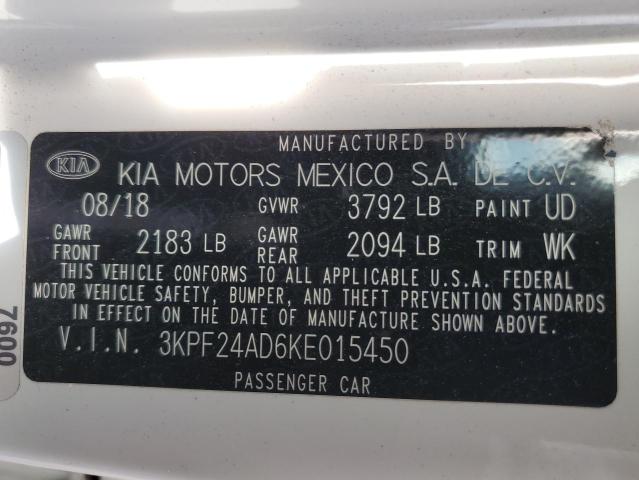 MANUFACTURED BY
KIA KIA MOTORS MEXICO S.A. DE C.V.
08/18 GVWR 3792 LB PAINT UD
GAWR FRONT 2183 LB GAWR REAR 2094 LB TRIM WK
THIS VEHICLE CONFORMS TO ALL APPLICABLE U.S.A. FEDERAL
MOTOR VEHICLE SAFETY, BUMPER, AND THEFT PREVENTION STANDARDS
IN EFFECT ON THE DATE OF MANUFACTURE SHOWN ABOVE.
V.I.N. 3KPF24AD6KE015450
PASSENGER CAR
7600